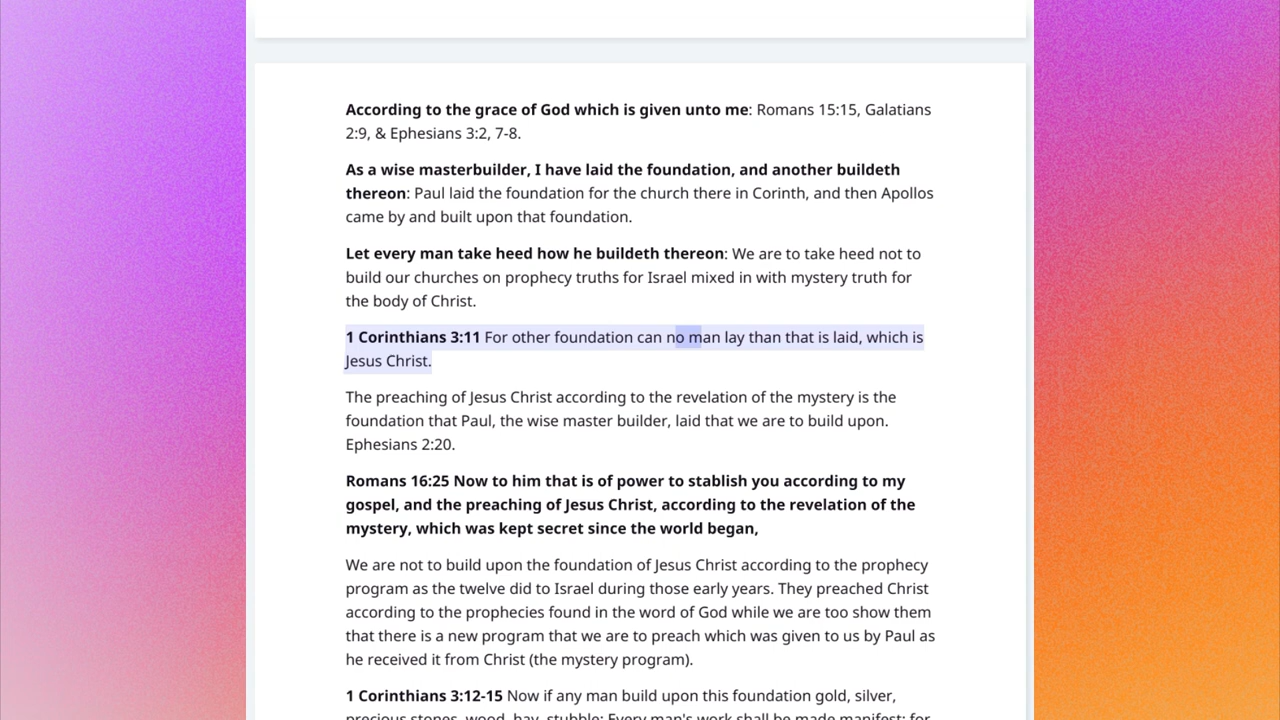 According to the grace of God which is given unto me: Romans 15:15, Galatians
2:9, & Ephesians 3:2, 7-8.
As a wise masterbuilder, I have laid the foundation, and another buildeth
thereon: Paul laid the foundation for the church there in Corinth, and then Apollos
came by and built upon that foundation.
Let every man take heed how he buildeth thereon: We are to take heed not to
build our churches on prophecy truths for Israel mixed in with mystery truth for
the body of Christ.
1 Corinthians 3:11 For other foundation can no man lay than that is laid, which is
Jesus Christ.
The preaching of Jesus Christ according to the revelation of the mystery is the
foundation that Paul, the wise master builder, laid that we are to build upon.
Ephesians 2:20.
Romans 16:25 Now to him that is of power to stablish you according to my
gospel, and the preaching of Jesus Christ, according to the revelation of the
mystery, which was kept secret since the world began,
We are not to build upon the foundation of Jesus Christ according to the prophecy
program as the twelve did to Israel during those early years. They preached Christ
according to the prophecies found in the word of God while we are too show them
that there is a new program that we are to preach which was given to us by Paul as
he received it from Christ (the mystery program).
1 Corinthians 3:12-15 Now if any man build upon this foundation gold, silver,
precious stones, wood, hay, stubble; Every man's work shall be made manifest: for